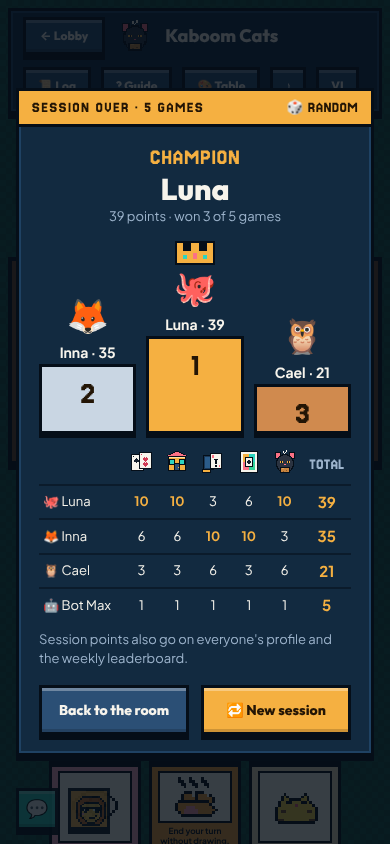 ← Lobby
Kaboom Cats
Log
? Guide
Table
VI
SESSION OVER · 5 GAMES
RANDOM
CHAMPION
Luna
39 points · won 3 of 5 games
Luna · 39
Inna · 35
Cael · 21
1
2
3
TOTAL
Luna 10 10 3 6 10 39
Inna 6 6 10 10 3 35
Cael 3 3 6 3 6 21
Bot Max 1 1 1 1 1 5
Session points also go on everyone's profile and
the weekly leaderboard.
Back to the room
New session
End your turn
without drawing.